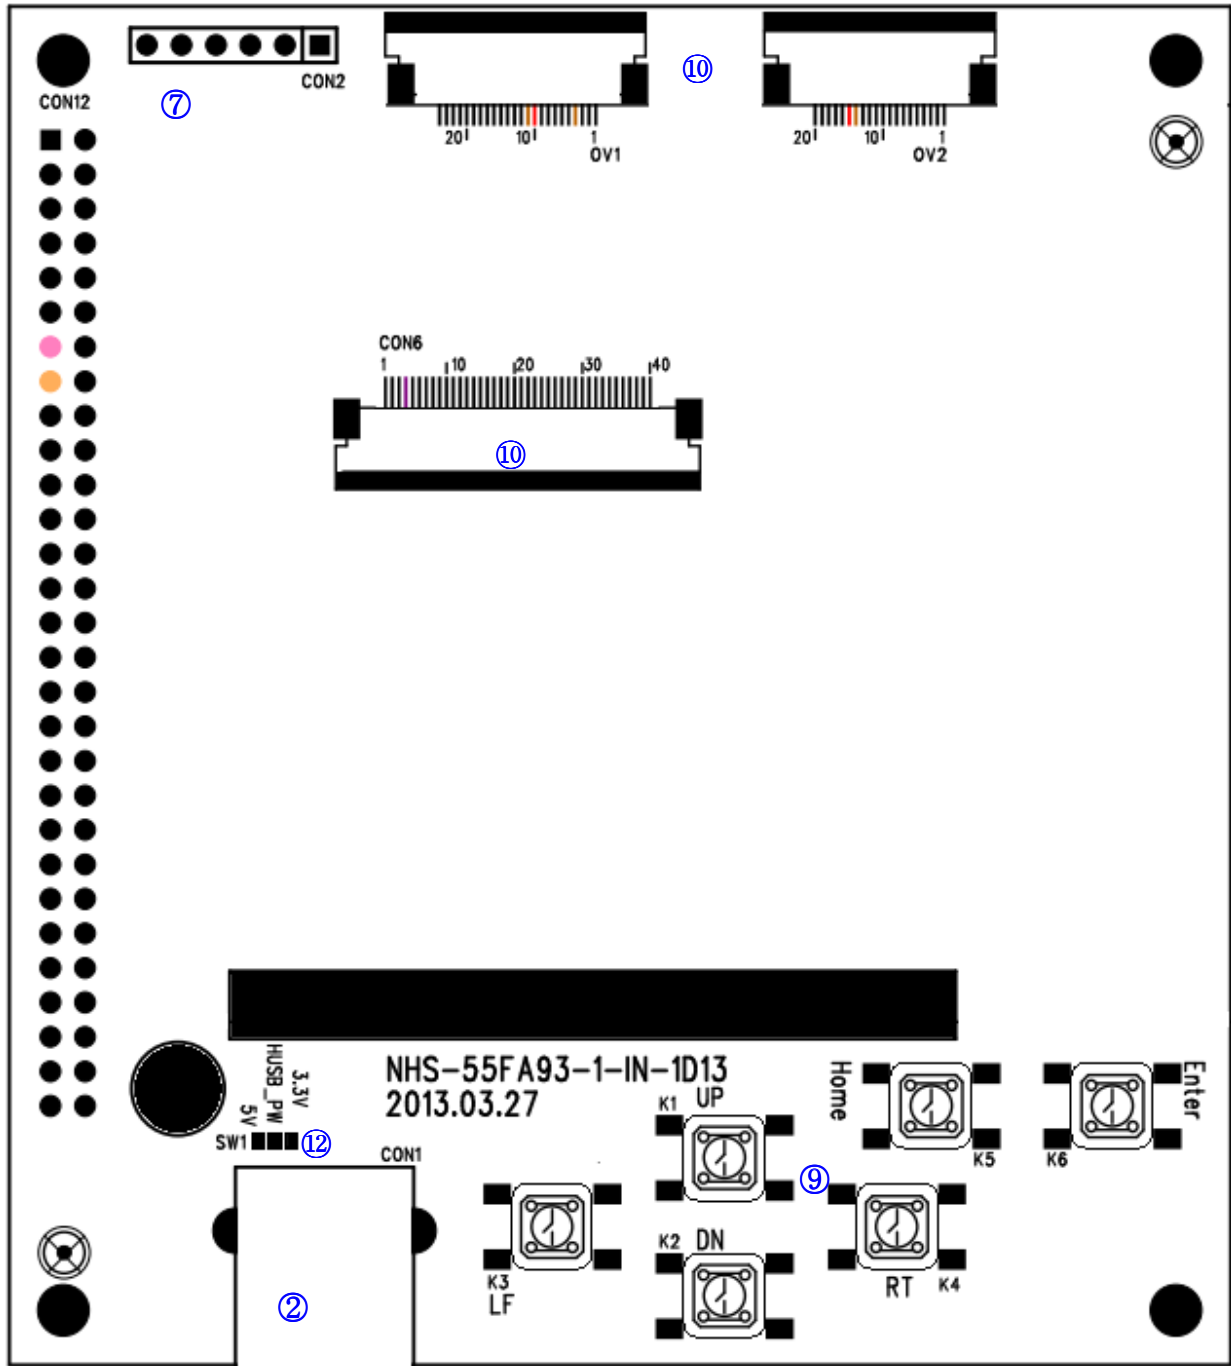 CON2
CON12
⑦
⑩
20 10 1
OV1
20 10 1
OV2
CON6
1 10 20 30 40
⑩
NHS-55FA93-1-IN-1D13
2013.03.27
3.3V
HUSB_PW
5V
SW1
⑫
CON1
②
K1
UP
K2
DN
K3
LF
⑨
RT
K4
Home
K5
K6
Enter